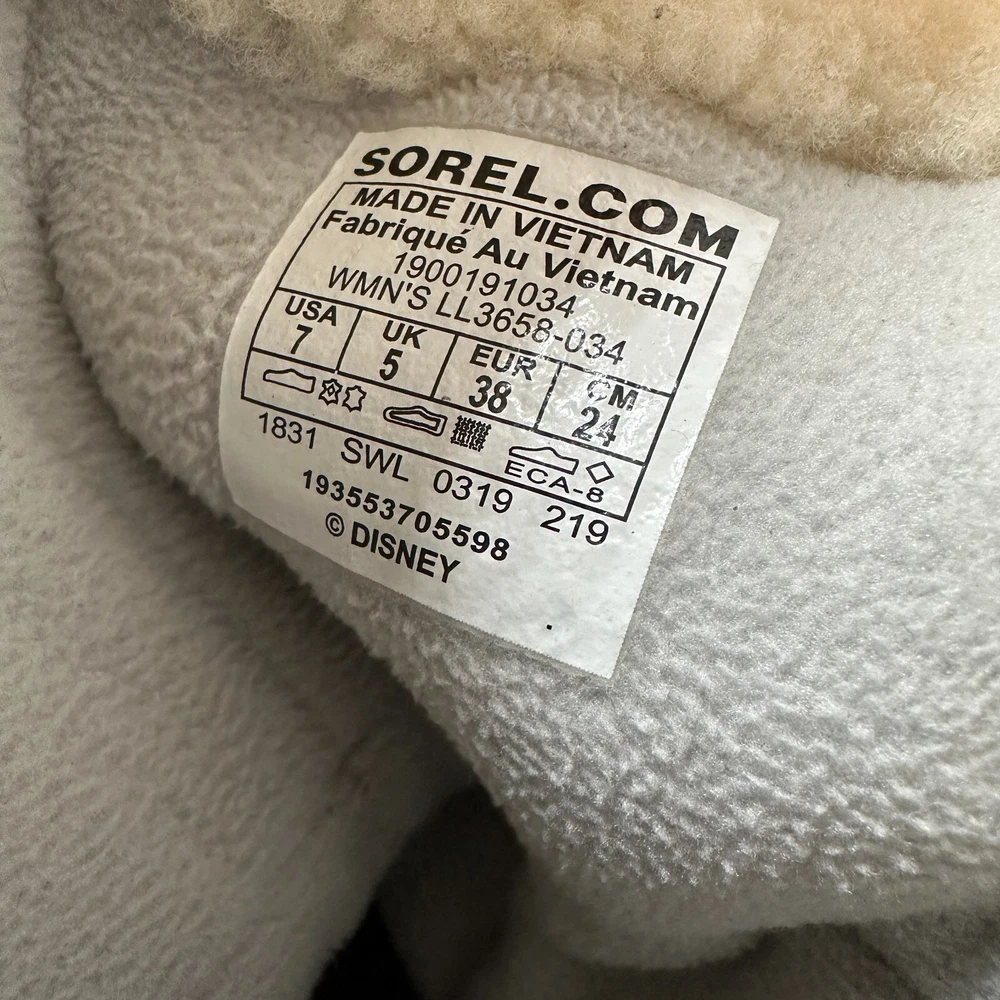 SOREL.COM
MADE IN VIETNAM
Fabriqué Au Vietnam
1900191034
WMN'S LL3658-034
USA UK EUR CM
7 5 38 24
ECA-8
1831 SWL 0319 219
193553705598
© DISNEY